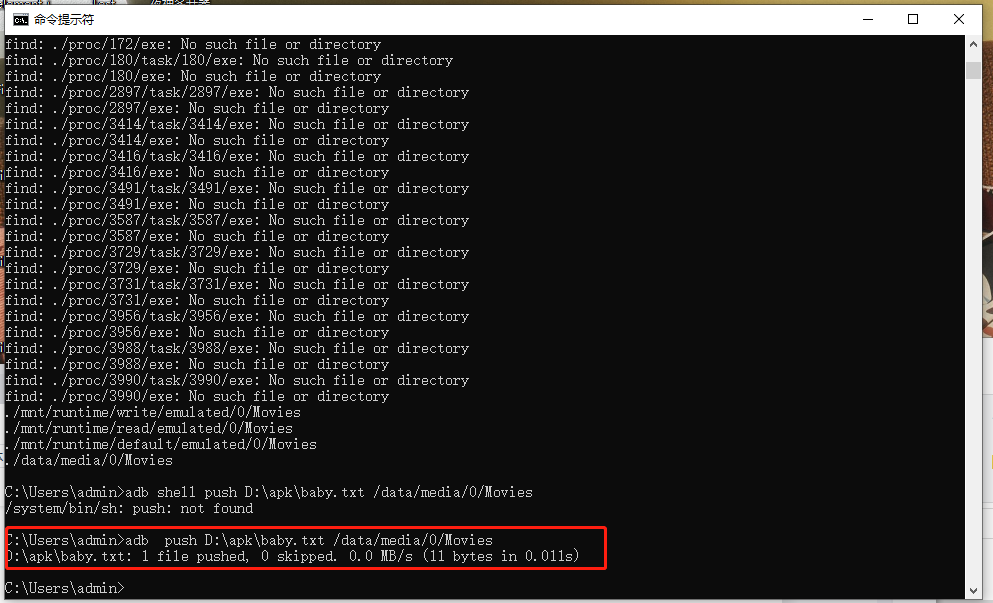 命令提示符
find: ./proc/172/exe: No such file or directory
find: ./proc/180/task/180/exe: No such file or directory
find: ./proc/180/exe: No such file or directory
find: ./proc/2897/task/2897/exe: No such file or directory
find: ./proc/2897/exe: No such file or directory
find: ./proc/3414/task/3414/exe: No such file or directory
find: ./proc/3414/exe: No such file or directory
find: ./proc/3416/task/3416/exe: No such file or directory
find: ./proc/3416/exe: No such file or directory
find: ./proc/3491/task/3491/exe: No such file or directory
find: ./proc/3491/exe: No such file or directory
find: ./proc/3587/task/3587/exe: No such file or directory
find: ./proc/3587/exe: No such file or directory
find: ./proc/3729/task/3729/exe: No such file or directory
find: ./proc/3729/exe: No such file or directory
find: ./proc/3731/task/3731/exe: No such file or directory
find: ./proc/3731/exe: No such file or directory
find: ./proc/3956/task/3956/exe: No such file or directory
find: ./proc/3956/exe: No such file or directory
find: ./proc/3988/task/3988/exe: No such file or directory
find: ./proc/3988/exe: No such file or directory
find: ./proc/3990/task/3990/exe: No such file or directory
find: ./proc/3990/exe: No such file or directory
./mnt/runtime/write/emulated/0/Movies
./mnt/runtime/read/emulated/0/Movies
./mnt/runtime/default/emulated/0/Movies
./data/media/0/Movies
C:\Users\admin>adb shell push D:\apk\baby.txt /data/media/0/Movies
/system/bin/sh: push: not found
C:\Users\admin>adb  push D:\apk\baby.txt /data/media/0/Movies
D:\apk\baby.txt: 1 file pushed, 0 skipped. 0.0 MB/s (11 bytes in 0.011s)
C:\Users\admin>